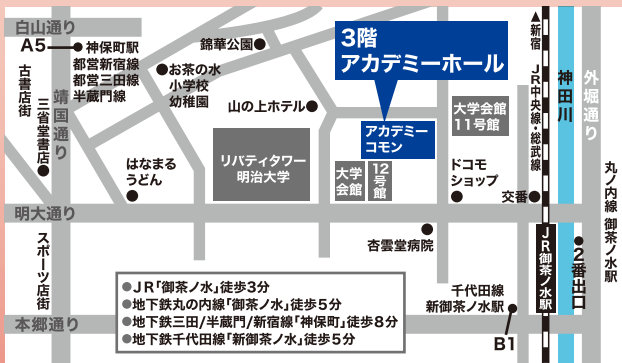 白山通り
A5
神保町駅
都営新宿線
都営三田線
半蔵門線
古書店街
三省堂書店
靖国通り
錦華公園
お茶の水
小学校
幼稚園
山の上ホテル
3階
アカデミーホール
アカデミー
コモン
大学会館
11号館
▲新宿
JR中央線・総武線
神田川
外堀通り
丸ノ内線 御茶ノ水駅
はなまる
うどん
リバティタワー
明治大学
大学
会館
12号館
ドコモ
ショップ
交番
明大通り
杏雲堂病院
スポーツ店街
JR御茶ノ水駅
2番出口
千代田線
新御茶ノ水駅
B1
本郷通り
●JR「御茶ノ水」徒歩3分
●地下鉄丸の内線「御茶ノ水」徒歩5分
●地下鉄三田/半蔵門/新宿線「神保町」徒歩8分
●地下鉄千代田線「新御茶ノ水」徒歩5分